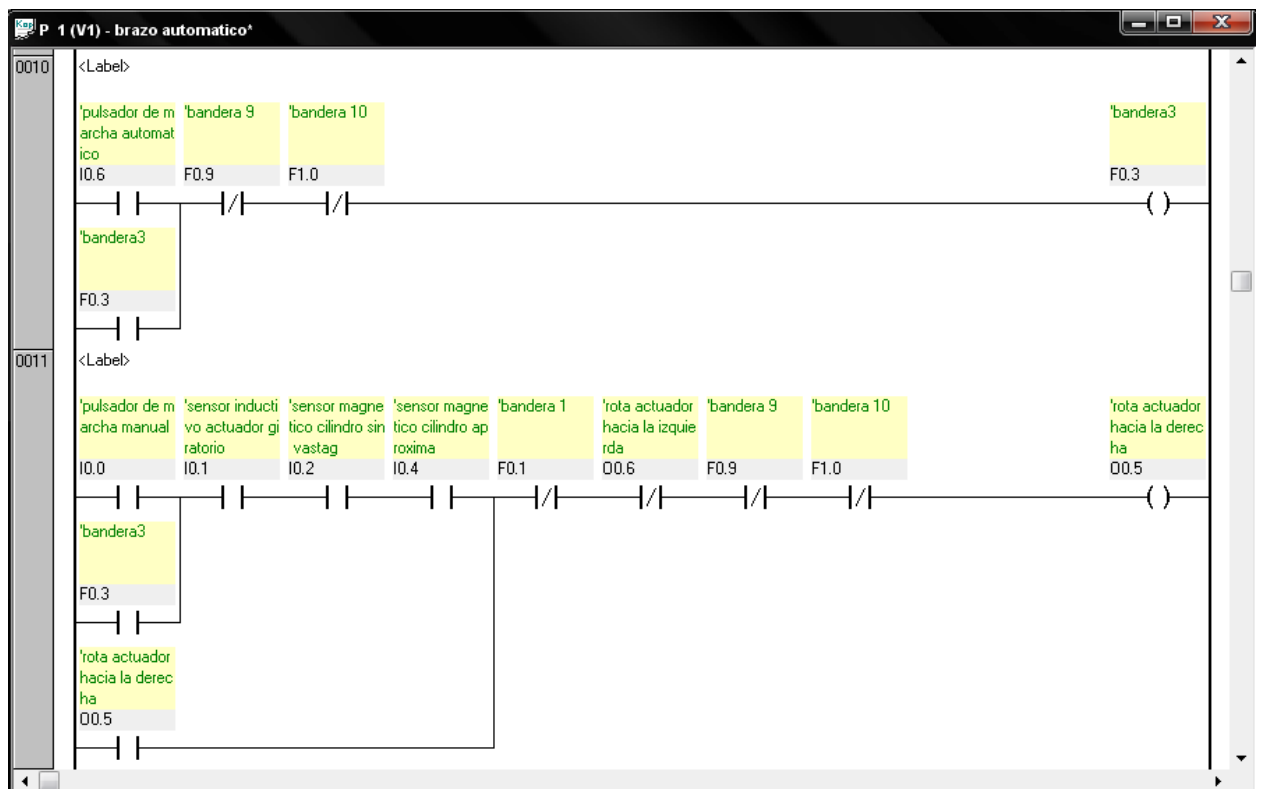 P 1 (V1) - brazo automatico*
0010
<Label>
'pulsador de m 'bandera 9 'bandera 10 'bandera3
archa automat
ico
I0.6 F0.9 F1.0 F0.3
'bandera3
F0.3
0011
<Label>
'pulsador de m 'sensor inducti 'sensor magne 'sensor magne 'bandera 1 'rota actuador 'bandera 9 'bandera 10 'rota actuador
archa manual vo actuador gi tico cilindro sin tico cilindro ap hacia la izquie hacia la derec
ratorio vastag roxima rda ha
I0.0 I0.1 I0.2 I0.4 F0.1 O0.6 F0.9 F1.0 O0.5
'bandera3
F0.3
'rota actuador
hacia la derec
ha
O0.5